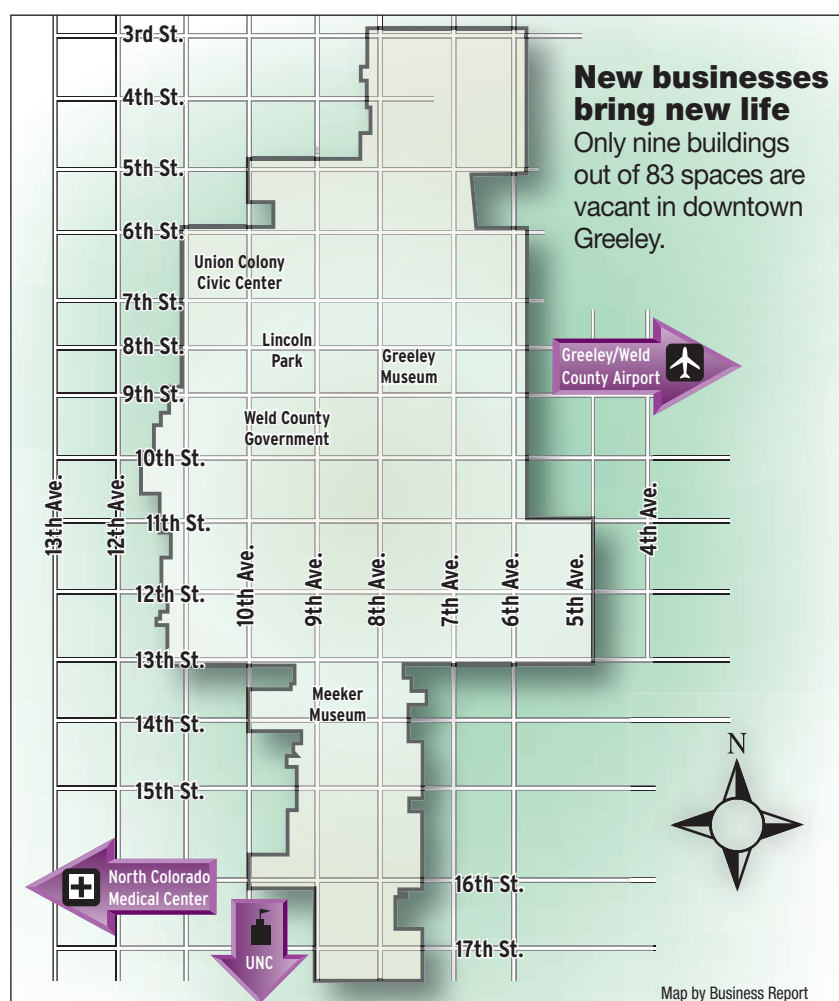 3rd St.
New businesses
bring new life
Only nine buildings
out of 83 spaces are
vacant in downtown
Greeley.
4th St.
5th St.
6th St.
Union Colony
Civic Center
7th St.
Lincoln
Park
8th St.
Greeley
Museum
Greeley/Weld
County Airport
9th St.
Weld County
Government
10th St.
13th Ave.
12th Ave.
11th St.
10th Ave.
9th Ave.
8th Ave.
7th Ave.
6th Ave.
5th Ave.
4th Ave.
12th St.
13th St.
Meeker
Museum
14th St.
N
15th St.
North Colorado
Medical Center
16th St.
UNC
17th St.
Map by Business Report